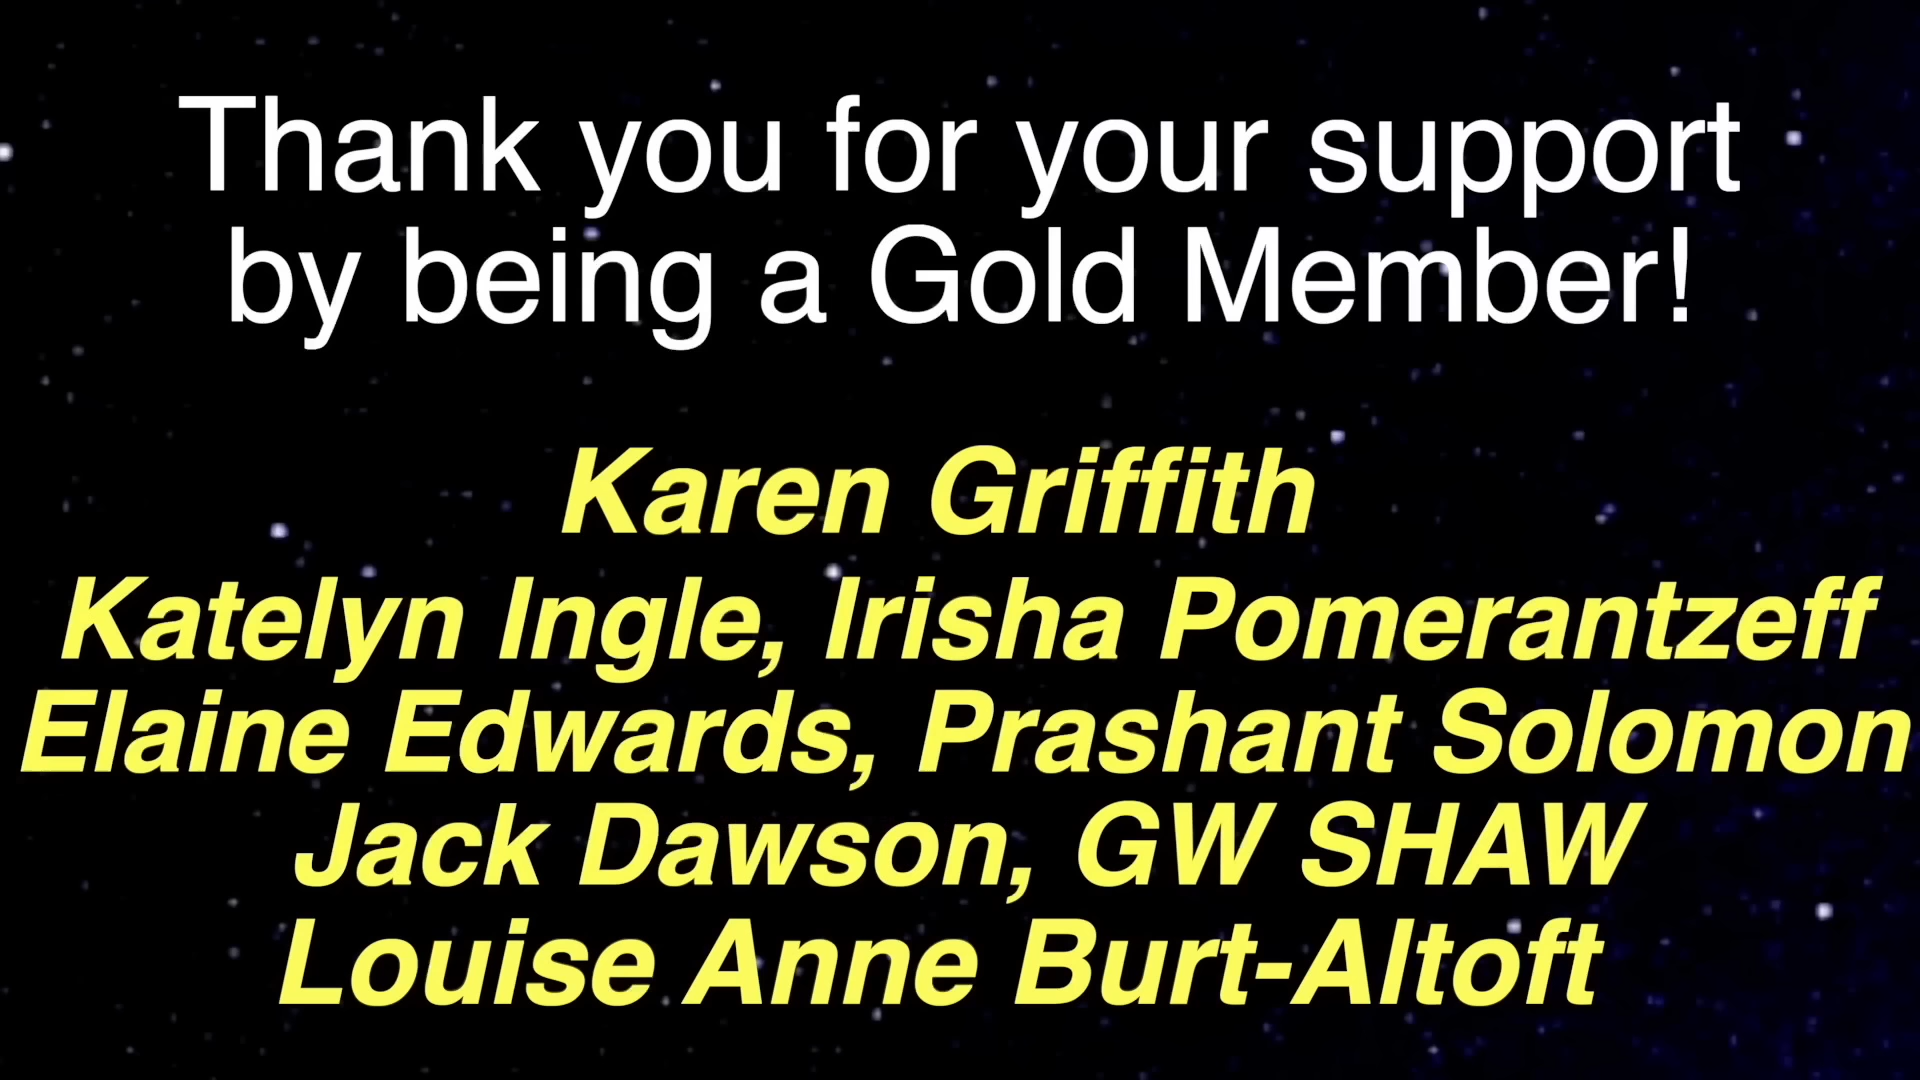 Thank you for your support
by being a Gold Member!
Karen Griffith
Katelyn Ingle, Irisha Pomerantzeff
Elaine Edwards, Prashant Solomon
Jack Dawson, GW SHAW
Louise Anne Burt-Altoft